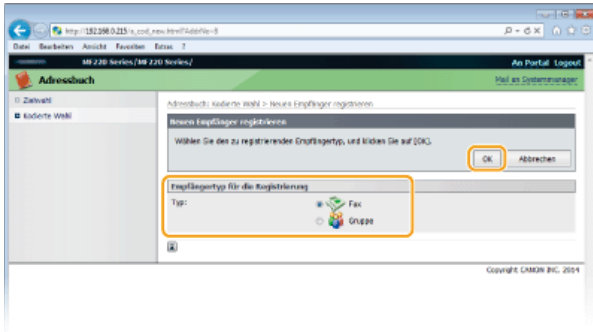 http://192.168.0.215/a_cod_new.html?AddrNo=8
Datei Bearbeiten Ansicht Favoriten Extras ?
MF220 Series/MF220 Series/
An Portal Logout
Adressbuch
Mail an Systemmanager
Zielwahl
Kodierte Wahl
Adressbuch: Kodierte Wahl > Neuen Empfänger registrieren
Neuen Empfänger registrieren
Wählen Sie den zu registrierenden Empfängertyp, und klicken Sie auf [OK].
OK Abbrechen
Empfängertyp für die Registrierung
Typ:
Fax
Gruppe
Copyright CANON INC. 2014